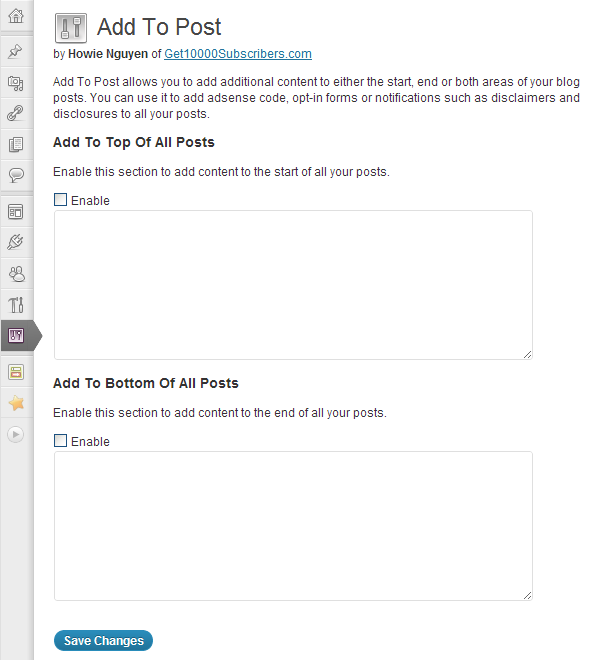 Add To Post
by Howie Nguyen of Get10000Subscribers.com
Add To Post allows you to add additional content to either the start, end or both areas of your blog
posts. You can use it to add adsense code, opt-in forms or notifications such as disclaimers and
disclosures to all your posts.
Add To Top Of All Posts
Enable this section to add content to the start of all your posts.
Enable
Add To Bottom Of All Posts
Enable this section to add content to the end of all your posts.
Enable
Save Changes